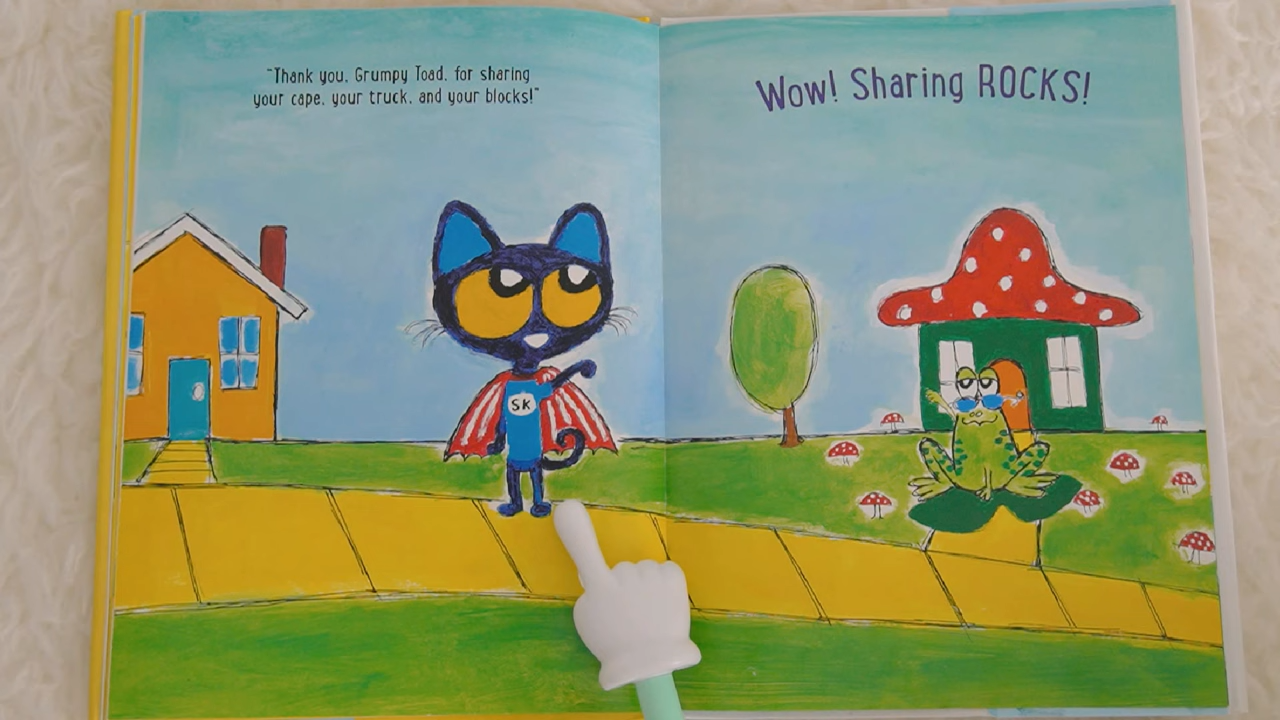 "Thank you, Grumpy Toad, for sharing
your cape, your truck, and your blocks!"
Wow! Sharing ROCKS!
SK